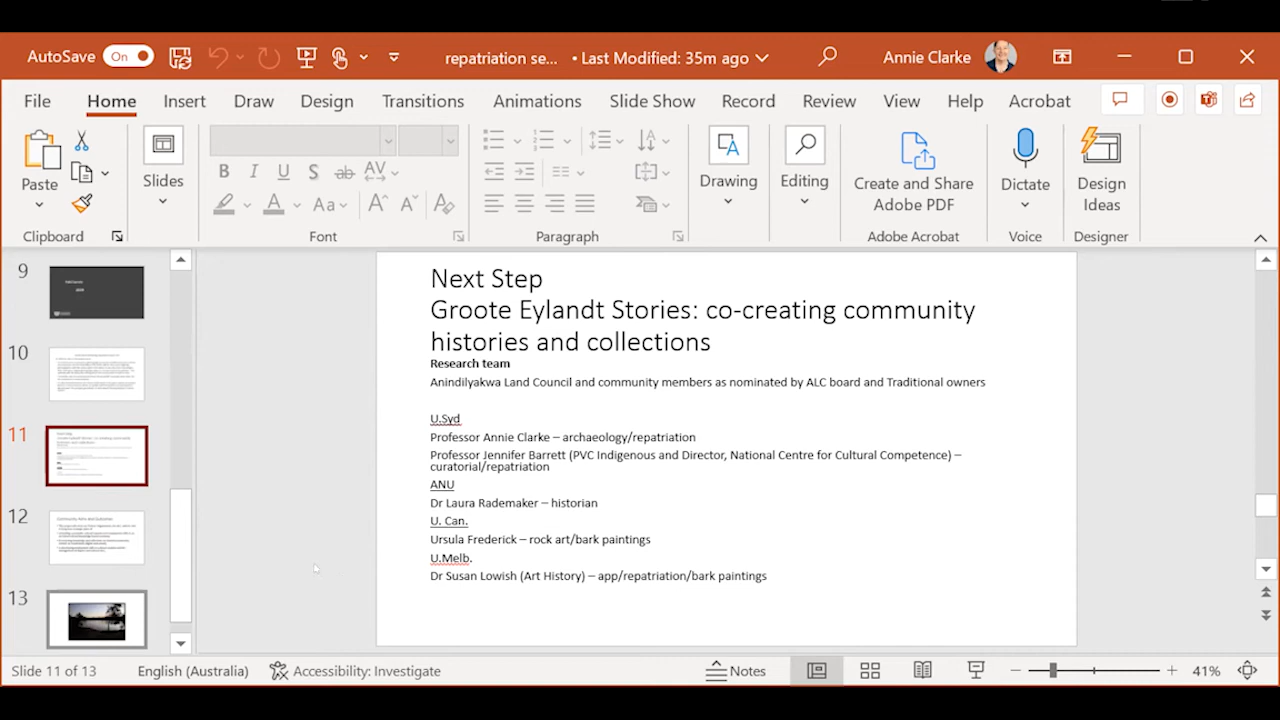 AutoSave On repatriation se... • Last Modified: 35m ago Annie Clarke
File Home Insert Draw Design Transitions Animations Slide Show Record Review View Help Acrobat
Paste
Slides
B I U S ab AV
A Aa A A A
Drawing
Editing
Create and Share
Adobe PDF
Dictate
Design
Ideas
Clipboard Font Paragraph Adobe Acrobat Voice Designer
9
10
11
12
13
Next Step
Groote Eylandt Stories: co-creating community
histories and collections
Research team
Anindilyakwa Land Council and community members as nominated by ALC board and Traditional owners
U.Syd
Professor Annie Clarke – archaeology/repatriation
Professor Jennifer Barrett (PVC Indigenous and Director, National Centre for Cultural Competence) –
curatorial/repatriation
ANU
Dr Laura Rademaker – historian
U. Can.
Ursula Frederick – rock art/bark paintings
U.Melb.
Dr Susan Lowish (Art History) – app/repatriation/bark paintings
Slide 11 of 13 English (Australia) Accessibility: Investigate Notes 41%